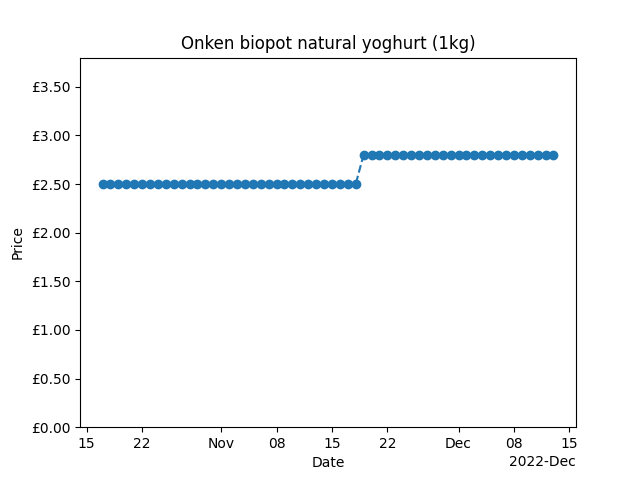 Onken biopot natural yoghurt (1kg)
£3.50
£3.00
£2.50
£2.00
£1.50
£1.00
£0.50
£0.00
Price
15 22 Nov 08 15 22 Dec 08 15
Date
2022-Dec